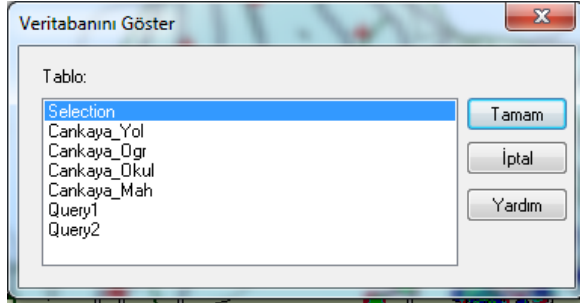 Veritabanını Göster
Tablo:
Selection
Cankaya_Yol
Cankaya_Ogr
Cankaya_Okul
Cankaya_Mah
Query1
Query2
Tamam
İptal
Yardım